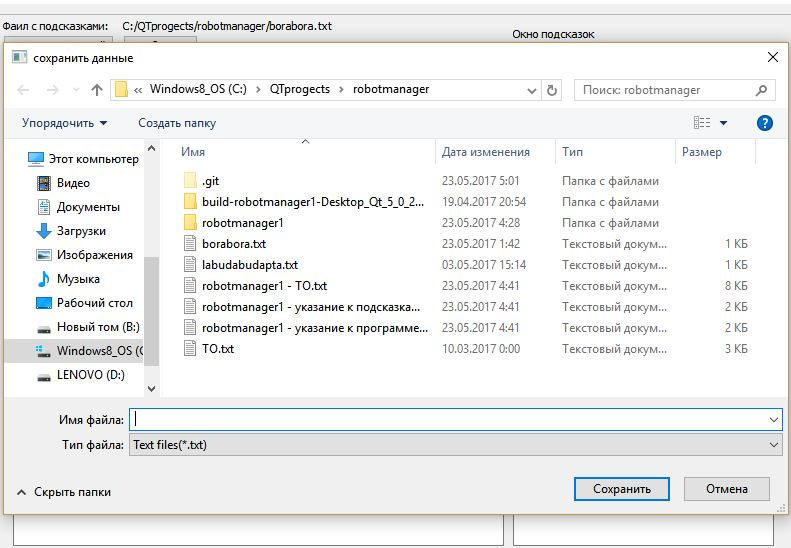 Фаил с подсказками: C:/QTprogects/robotmanager/borabora.txt
Окно подсказок
сохранить данные
« Windows8_OS (C:) > QTprogects > robotmanager
Поиск: robotmanager
Упорядочить
Создать папку
?
Имя Дата изменения Тип Размер
Этот компьютер
Видео
Документы
Загрузки
Изображения
Музыка
Рабочий стол
Новый том (B:)
Windows8_OS (C
LENOVO (D:)
.git 23.05.2017 5:01 Папка с файлами
build-robotmanager1-Desktop_Qt_5_0_2... 19.04.2017 20:54 Папка с файлами
robotmanager1 23.05.2017 4:28 Папка с файлами
borabora.txt 23.05.2017 1:42 Текстовый докум... 1 КБ
labudabudapta.txt 03.05.2017 15:14 Текстовый докум... 1 КБ
robotmanager1 - TO.txt 23.05.2017 4:41 Текстовый докум... 8 КБ
robotmanager1 - указание к подсказка... 23.05.2017 4:41 Текстовый докум... 2 КБ
robotmanager1 - указание к программе... 23.05.2017 4:41 Текстовый докум... 2 КБ
TO.txt 10.03.2017 0:00 Текстовый докум... 3 КБ
Имя файла:
Тип файла: Text files(*.txt)
Скрыть папки
Сохранить
Отмена